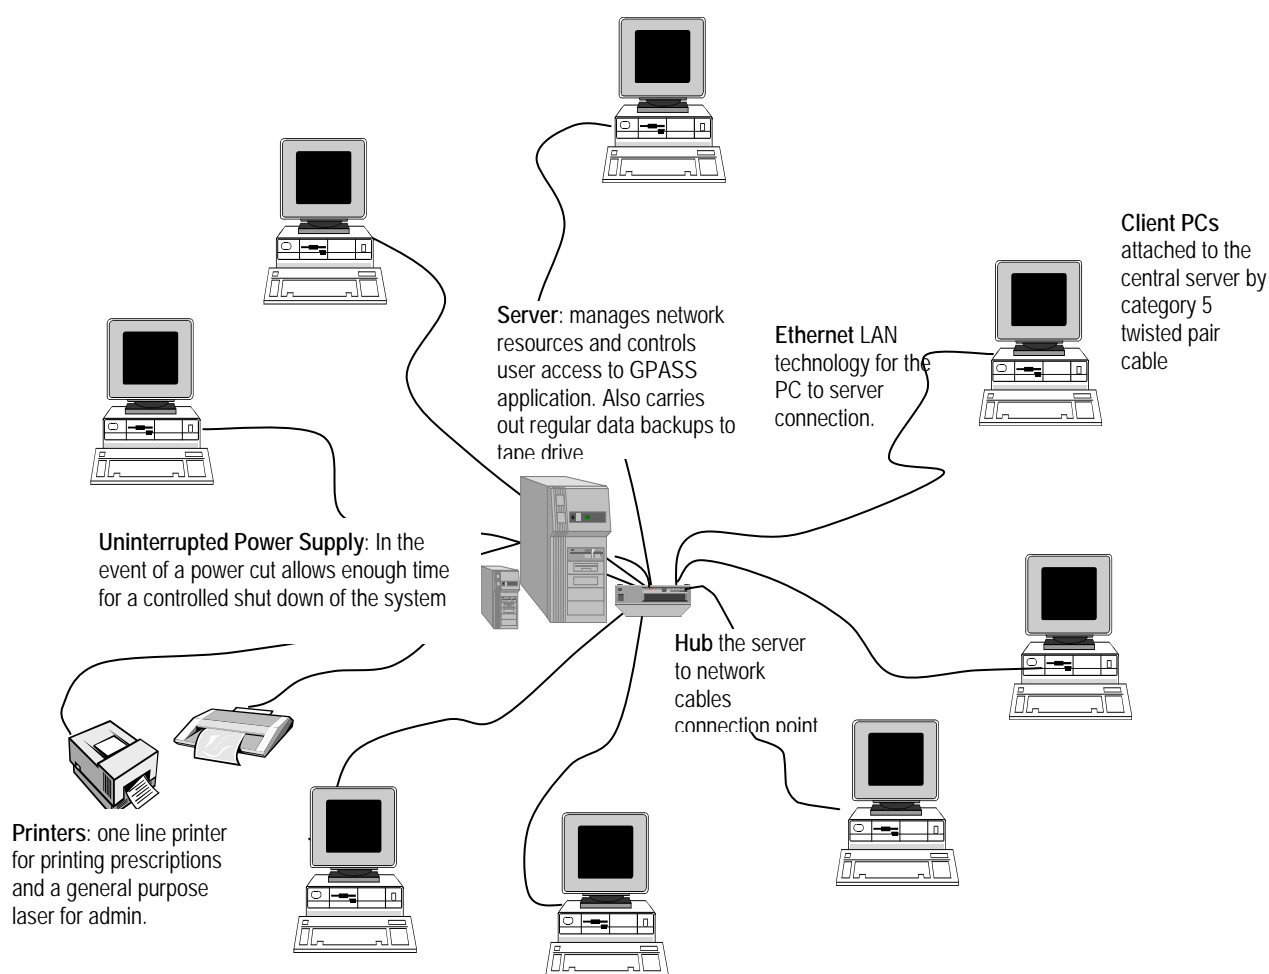 Client PCs
attached to the
central server by
category 5
twisted pair
cable
Server: manages network
resources and controls
user access to GPASS
application. Also carries
out regular data backups to
tape drive
Ethernet LAN
technology for the
PC to server
connection.
Uninterrupted Power Supply: In the
event of a power cut allows enough time
for a controlled shut down of the system
Hub the server
to network
cables
connection point
Printers: one line printer
for printing prescriptions
and a general purpose
laser for admin.